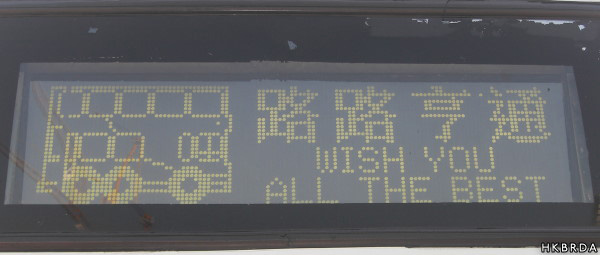 路路亨通
WISH YOU
ALL THE BEST
HKBRDA